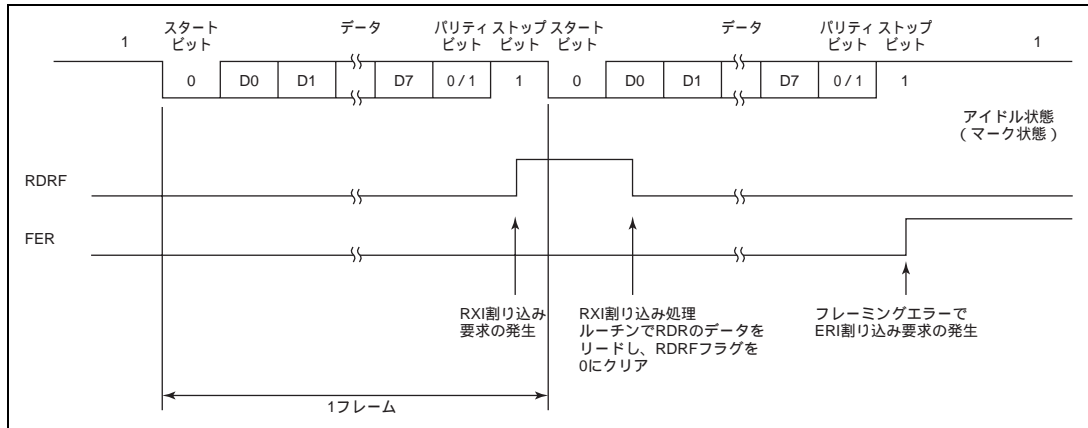 1
スタート
ビット
データ
パリティ
ビット
ストップ
ビット
スタート
ビット
データ
パリティ
ビット
ストップ
ビット
1
0
D0
D1
D7
0 / 1
1
0
D0
D1
D7
0 / 1
1
アイドル状態
(マーク状態)
RDRF
FER
RXI割り込み
要求の発生
RXI割り込み処理
ルーチンでRDRのデータを
リードし、RDRFフラグを
0にクリア
フレーミングエラーで
ERI割り込み要求の発生
1フレーム